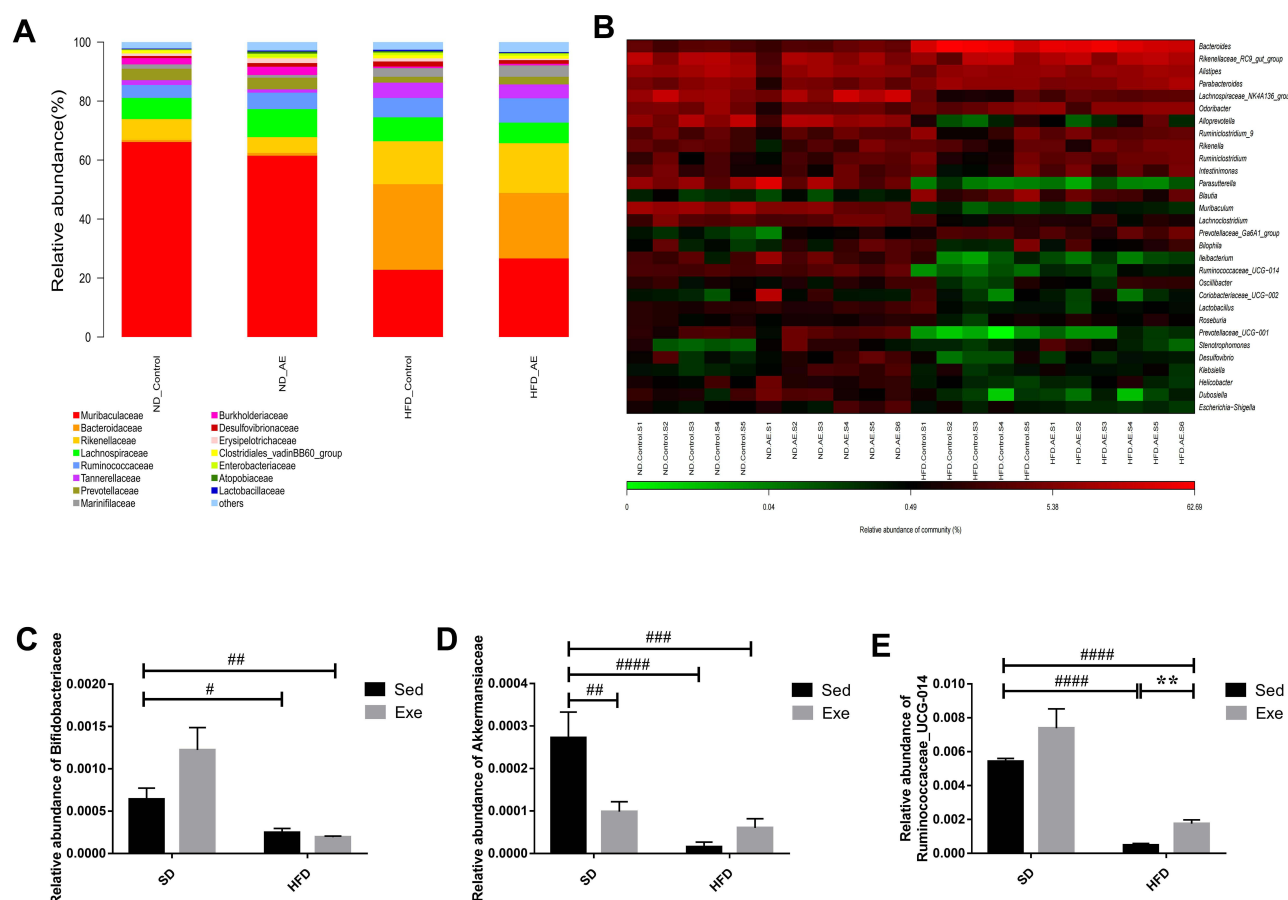 A
Relative abundance(%)
100
80
60
40
20
0
ND_Control
ND_AE
HFD_Control
HFD_AE
Muribaculaceae
Bacteroidaceae
Rikenellaceae
Lachnospiraceae
Ruminococcaceae
Tannerellaceae
Prevotellaceae
Marinifilaceae
Burkholderiaceae
Desulfovibrionaceae
Erysipelotrichaceae
Clostridiales_vadinBB60_group
Enterobacteriaceae
Atopobiaceae
Lactobacillaceae
others
B
Bacteroides
Rikenellaceae_RC9_gut_group
Alistipes
Parabacteroides
Lachnospiraceae_NK4A136_grou
Odoribacter
Alloprevotella
Ruminiclostridium_9
Rikenella
Ruminiclostridium
Intestinimonas
Parasutterella
Blautia
Muribaculum
Lachnoclostridium
Prevotellaceae_Ga6A1_group
Bilophila
Ileibacterium
Ruminococcaceae_UCG-014
Oscillibacter
Coriobacteriaceae_UCG-002
Lactobacillus
Roseburia
Prevotellaceae_UCG-001
Stenotrophomonas
Desulfovibrio
Klebsiella
Helicobacter
Dubosiella
Escherichia-Shigella
ND.Control.S1
ND.Control.S2
ND.Control.S3
ND.Control.S4
ND.Control.S5
ND.AE.S1
ND.AE.S2
ND.AE.S3
ND.AE.S4
ND.AE.S5
ND.AE.S6
HFD.Control.S1
HFD.Control.S2
HFD.Control.S3
HFD.Control.S4
HFD.Control.S5
HFD.AE.S1
HFD.AE.S2
HFD.AE.S3
HFD.AE.S4
HFD.AE.S5
HFD.AE.S6
0 0.04 0.49 5.38 62.69
Relative abundance of community (%)
C
Relative abundance of Bifidobacteriaceae
0.0020
0.0015
0.0010
0.0005
0.0000
##
#
Sed
Exe
SD
HFD
D
Relative abundance of Akkermansiaceae
0.0004
0.0003
0.0002
0.0001
0.0000
###
####
##
Sed
Exe
SD
HFD
E
Relative abundance of
Ruminococcaceae_UCG-014
0.010
0.008
0.006
0.004
0.002
0.000
####
#### **
Sed
Exe
SD
HFD